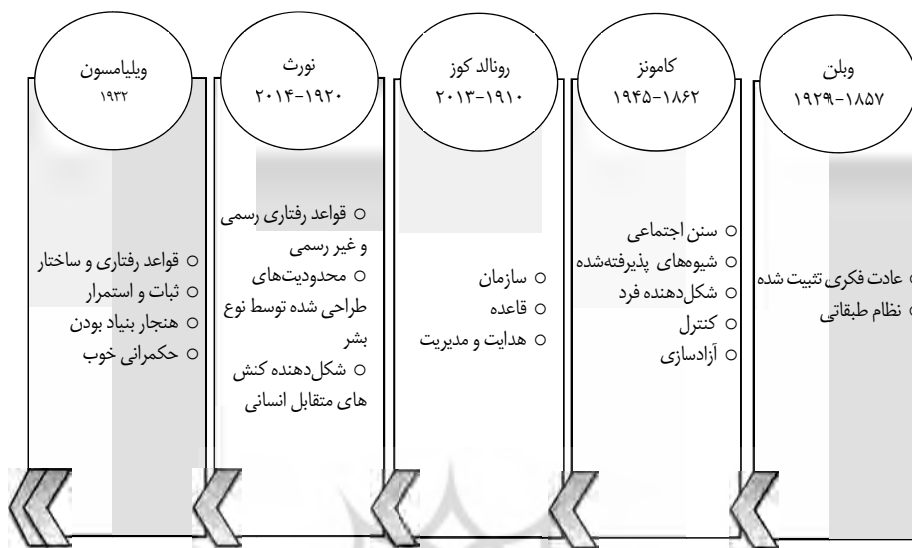 وبلن
۱۸۵۷-۱۹۲۹
عادت فکری تثبیت شده
نظام طبقاتی
کامونز
۱۸۶۲-۱۹۴۵
○ سنن اجتماعی
○ شیوه‌های پذیرفته‌شده
○ شکل‌دهنده فرد
○ کنترل
○ آزادسازی
رونالد کوز
۱۹۱۰-۲۰۱۳
○ سازمان
○ قاعده
○ هدایت و مدیریت
نورث
۱۹۲۰-۲۰۱۴
○ قواعد رفتاری رسمی
و غیر رسمی
○ محدودیت‌های
طراحی شده توسط نوع
بشر
○ شکل‌دهنده کنش
های متقابل انسانی
ویلیامسون
۱۹۳۲
○ قواعد رفتاری و ساختار
○ ثبات و استمرار
○ هنجار بنیاد بودن
○ حکمرانی خوب